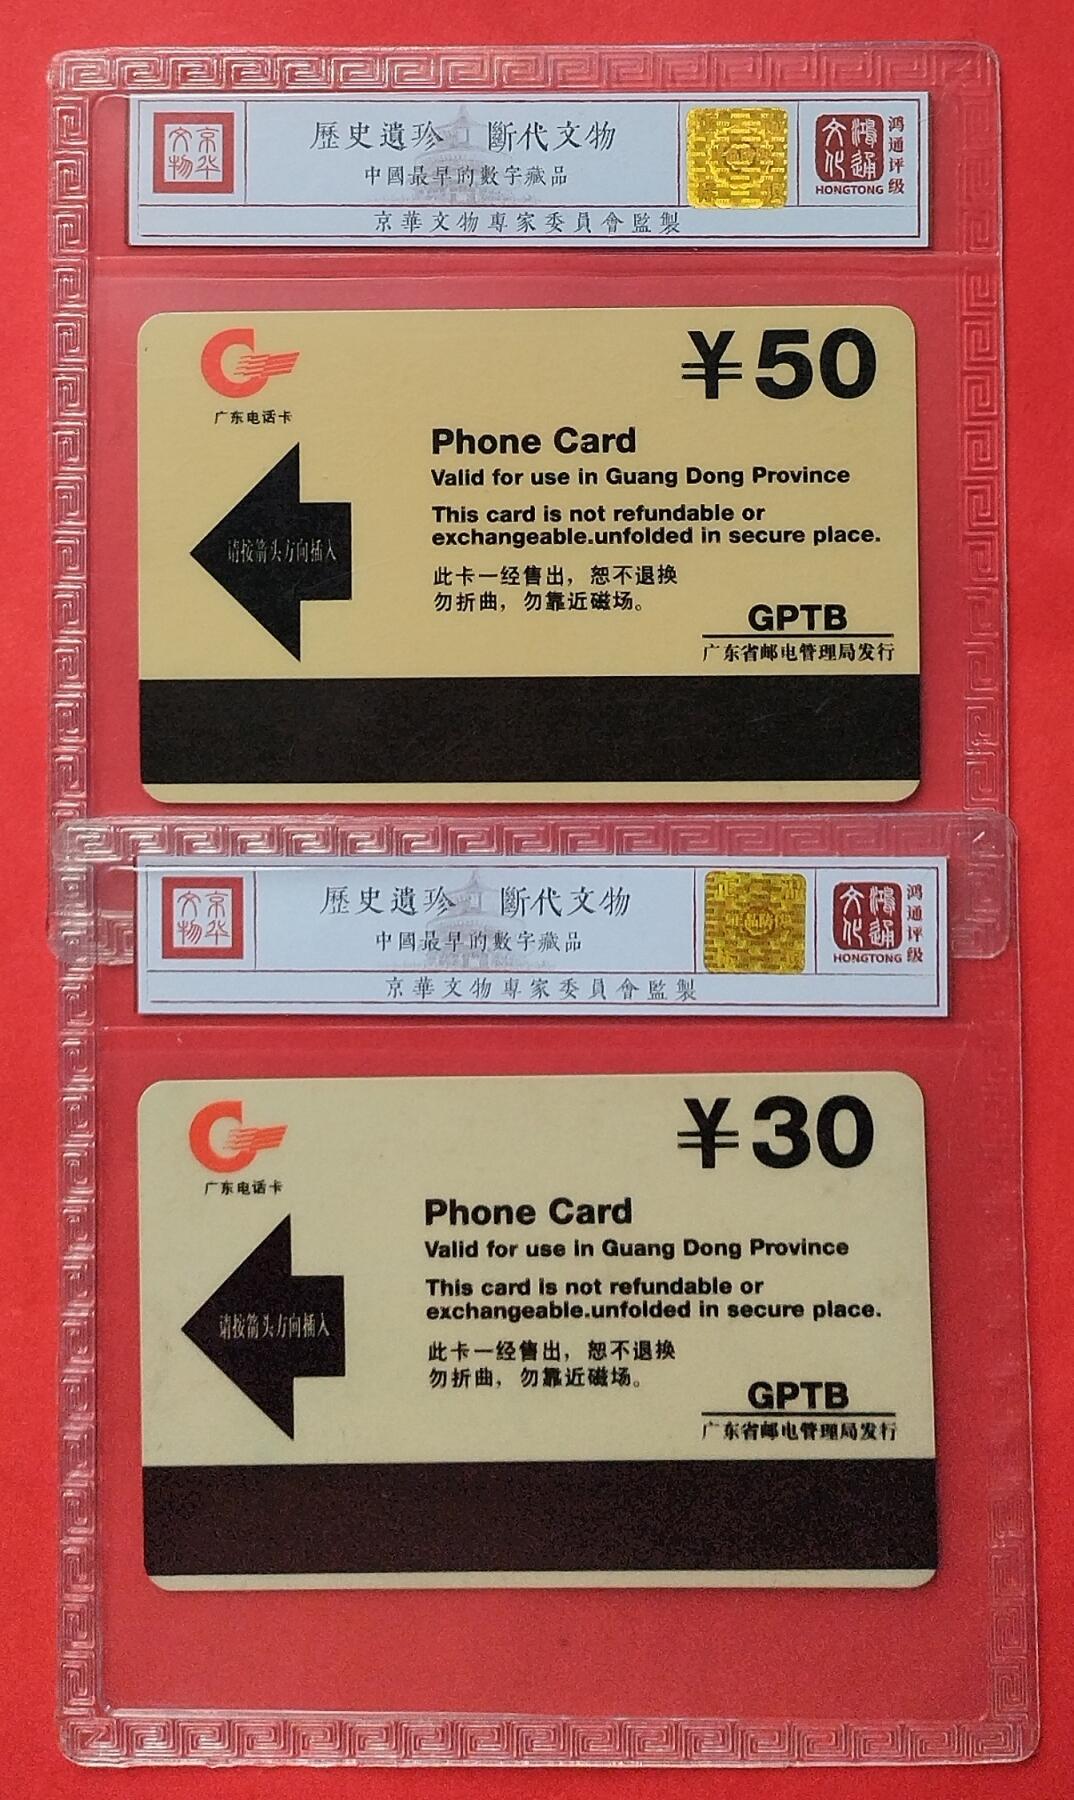 京华文物
歷史遺珍 斷代文物
中國最早的數字藏品
京華文物專家委員會監製
鴻通文化
HONGTONG
鸿通评级
¥50
广东电话卡
Phone Card
Valid for use in Guang Dong Province
This card is not refundable or
exchangeable.unfolded in secure place.
请按箭头方向插入
此卡一经售出，恕不退换
勿折曲，勿靠近磁场。
GPTB
广东省邮电管理局发行
京华文物
歷史遺珍 斷代文物
中國最早的數字藏品
京華文物專家委員會監製
鴻通文化
HONGTONG
鸿通评级
¥30
广东电话卡
Phone Card
Valid for use in Guang Dong Province
This card is not refundable or
exchangeable.unfolded in secure place.
请按箭头方向插入
此卡一经售出，恕不退换
勿折曲，勿靠近磁场。
GPTB
广东省邮电管理局发行